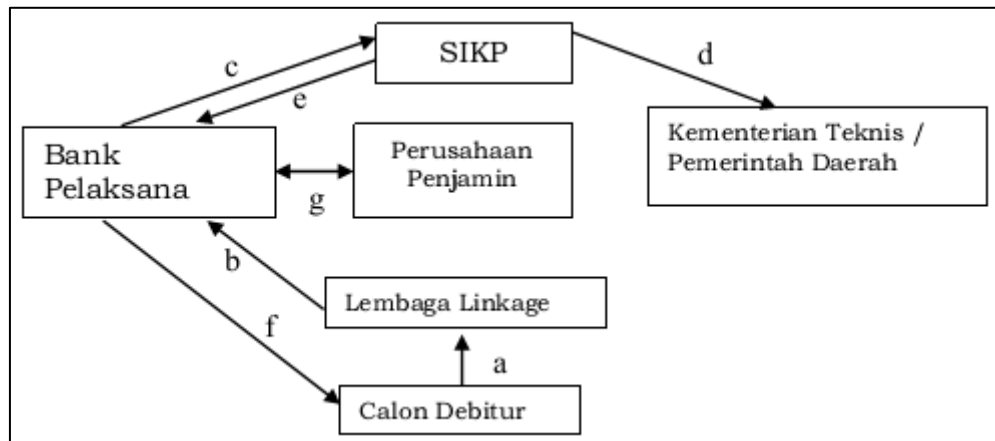 SIKP
c
d
e
Kementerian Teknis /
Pemerintah Daerah
Bank
Pelaksana
Perusahaan
Penjamin
g
b
Lembaga Linkage
f
a
Calon Debitur